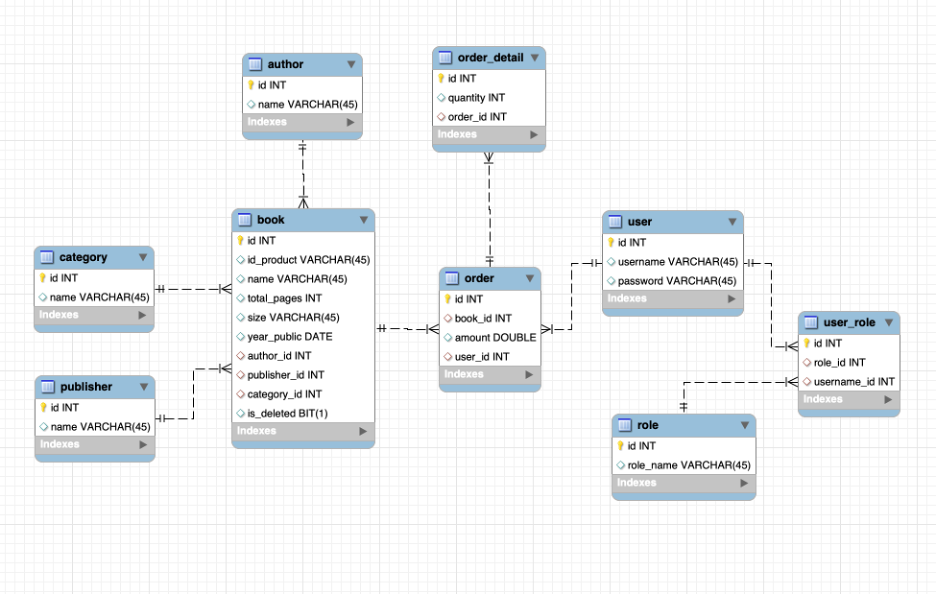 author
id INT
name VARCHAR(45)
Indexes
order_detail
id INT
quantity INT
order_id INT
Indexes
book
id INT
id_product VARCHAR(45)
name VARCHAR(45)
total_pages INT
size VARCHAR(45)
year_public DATE
author_id INT
publisher_id INT
category_id INT
is_deleted BIT(1)
Indexes
category
id INT
name VARCHAR(45)
Indexes
publisher
id INT
name VARCHAR(45)
Indexes
order
id INT
book_id INT
amount DOUBLE
user_id INT
Indexes
user
id INT
username VARCHAR(45)
password VARCHAR(45)
Indexes
user_role
id INT
role_id INT
username_id INT
Indexes
role
id INT
role_name VARCHAR(45)
Indexes